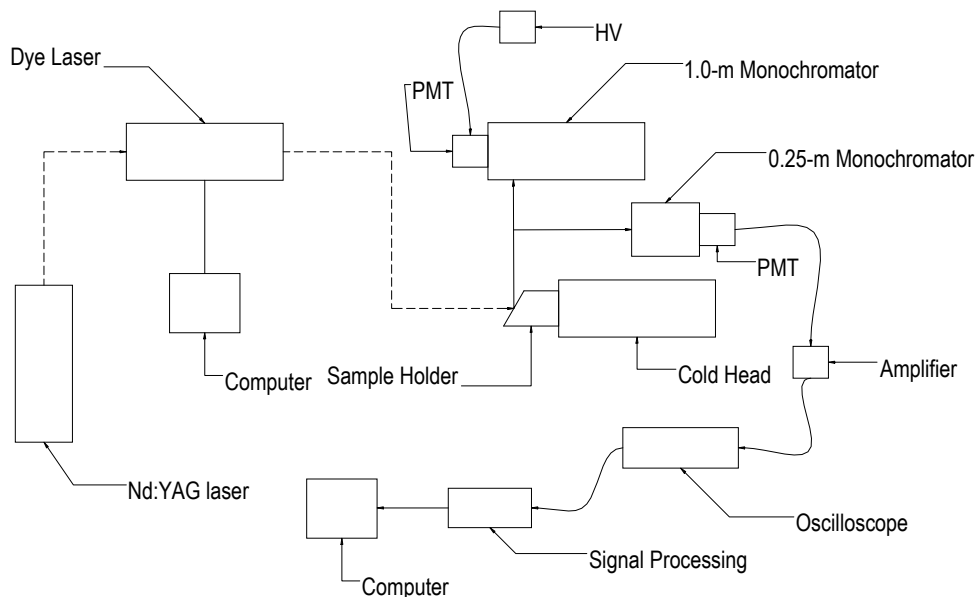 HV
Dye Laser
1.0-m Monochromator
PMT
0.25-m Monochromator
PMT
Computer
Sample Holder
Cold Head
Amplifier
Nd:YAG laser
Oscilloscope
Signal Processing
Computer